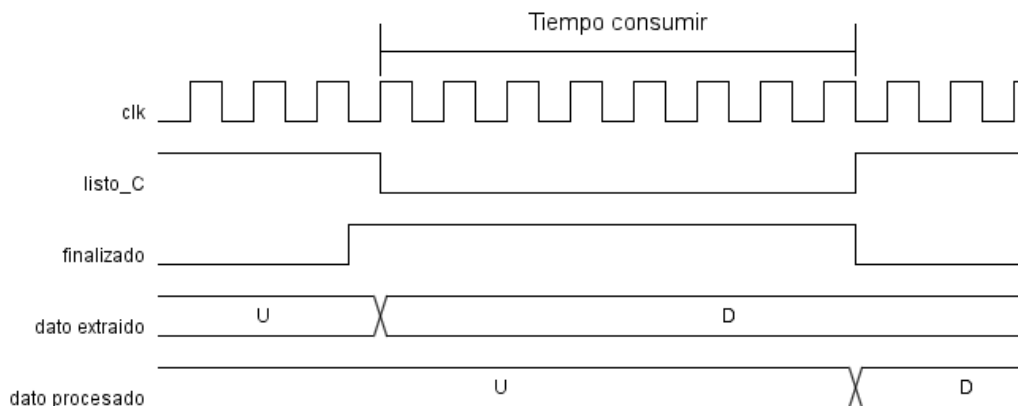 Tiempo consumir
clk
listo_C
finalizado
dato extraido
U
D
dato procesado
U
D